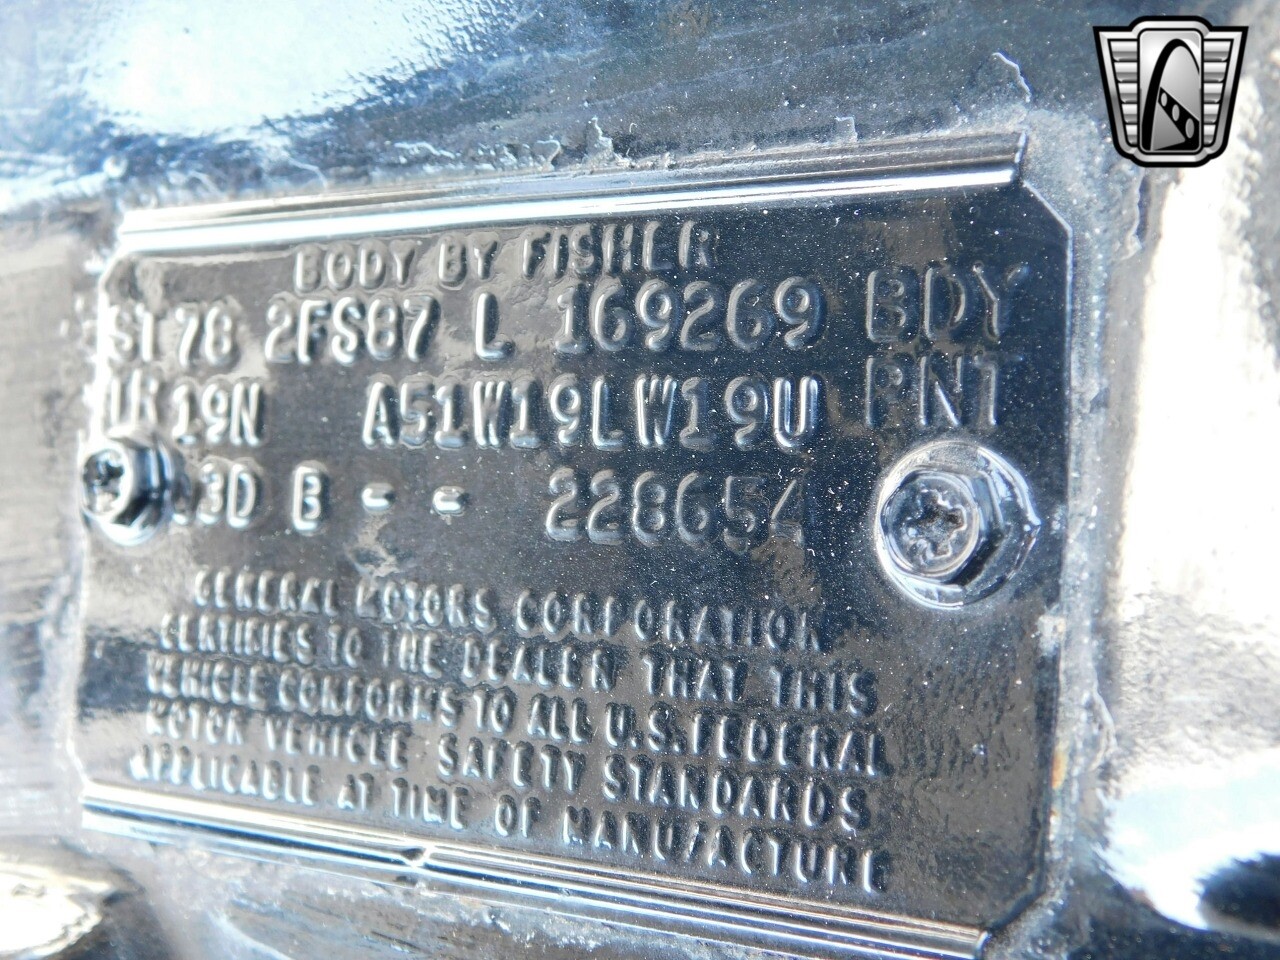 BODY BY FISHER
ST 78 2FS87 L 169269 BDY
TR 19N A51W19LW19U PNT
3D B - - 228654
GENERAL MOTORS CORPORATION
CERTIFIES TO THE DEALER THAT THIS
VEHICLE CONFORMS TO ALL U.S. FEDERAL
MOTOR VEHICLE SAFETY STANDARDS
APPLICABLE AT TIME OF MANUFACTURE